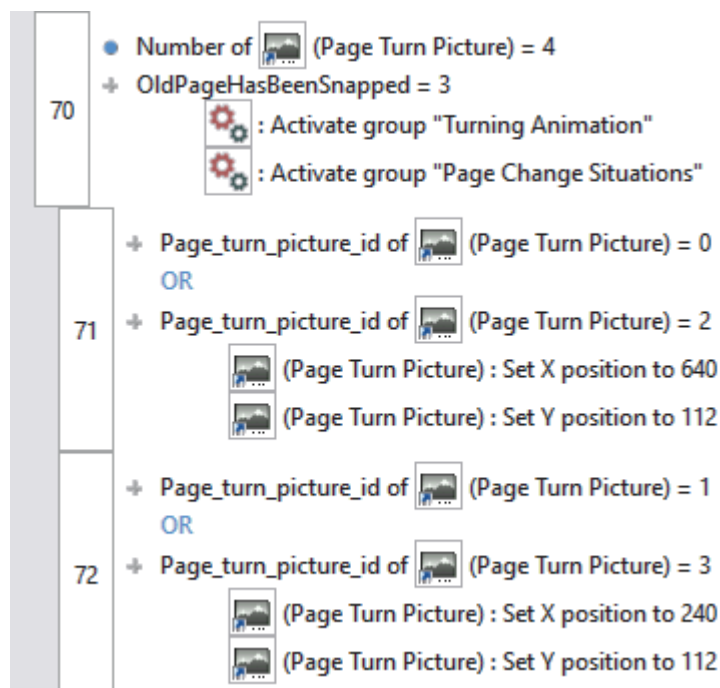 70
Number of (Page Turn Picture) = 4
OldPageHasBeenSnapped = 3
: Activate group "Turning Animation"
: Activate group "Page Change Situations"
71
Page_turn_picture_id of (Page Turn Picture) = 0
OR
Page_turn_picture_id of (Page Turn Picture) = 2
(Page Turn Picture) : Set X position to 640
(Page Turn Picture) : Set Y position to 112
72
Page_turn_picture_id of (Page Turn Picture) = 1
OR
Page_turn_picture_id of (Page Turn Picture) = 3
(Page Turn Picture) : Set X position to 240
(Page Turn Picture) : Set Y position to 112